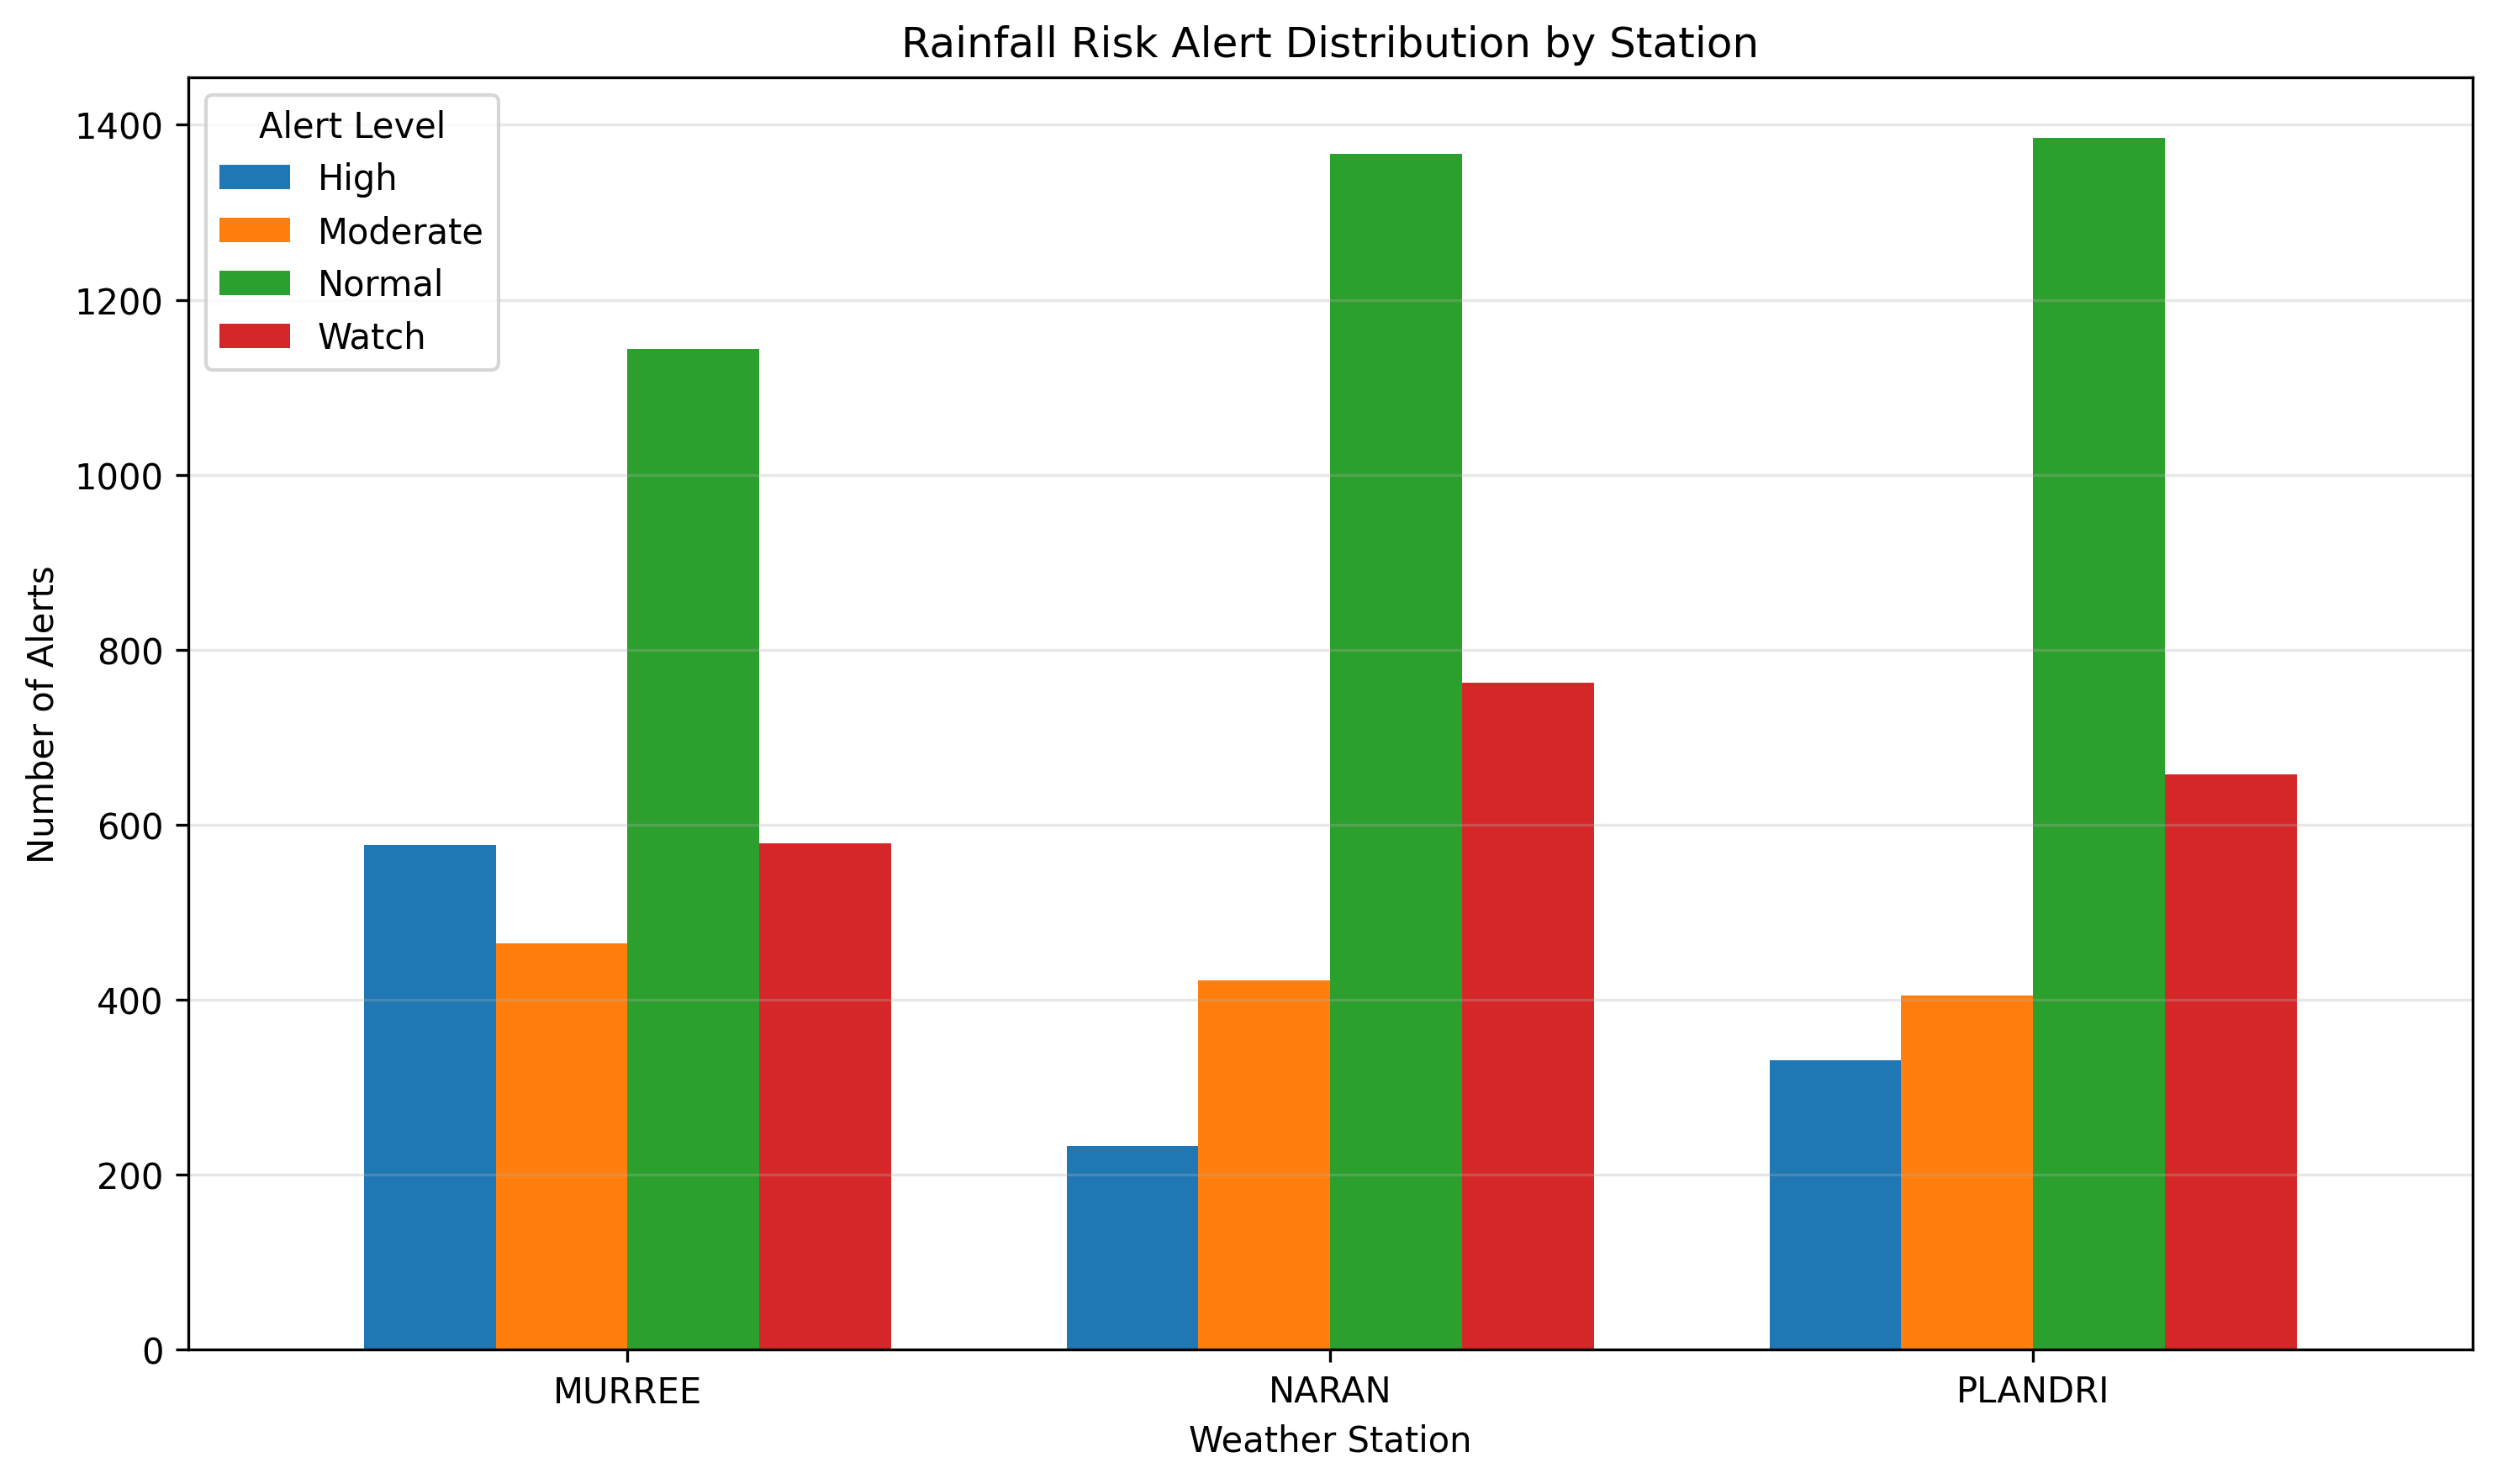 Rainfall Risk Alert Distribution by Station
Alert Level
High
Moderate
Normal
Watch
Number of Alerts
1400
1200
1000
800
600
400
200
0
MURREE
NARAN
PLANDRI
Weather Station